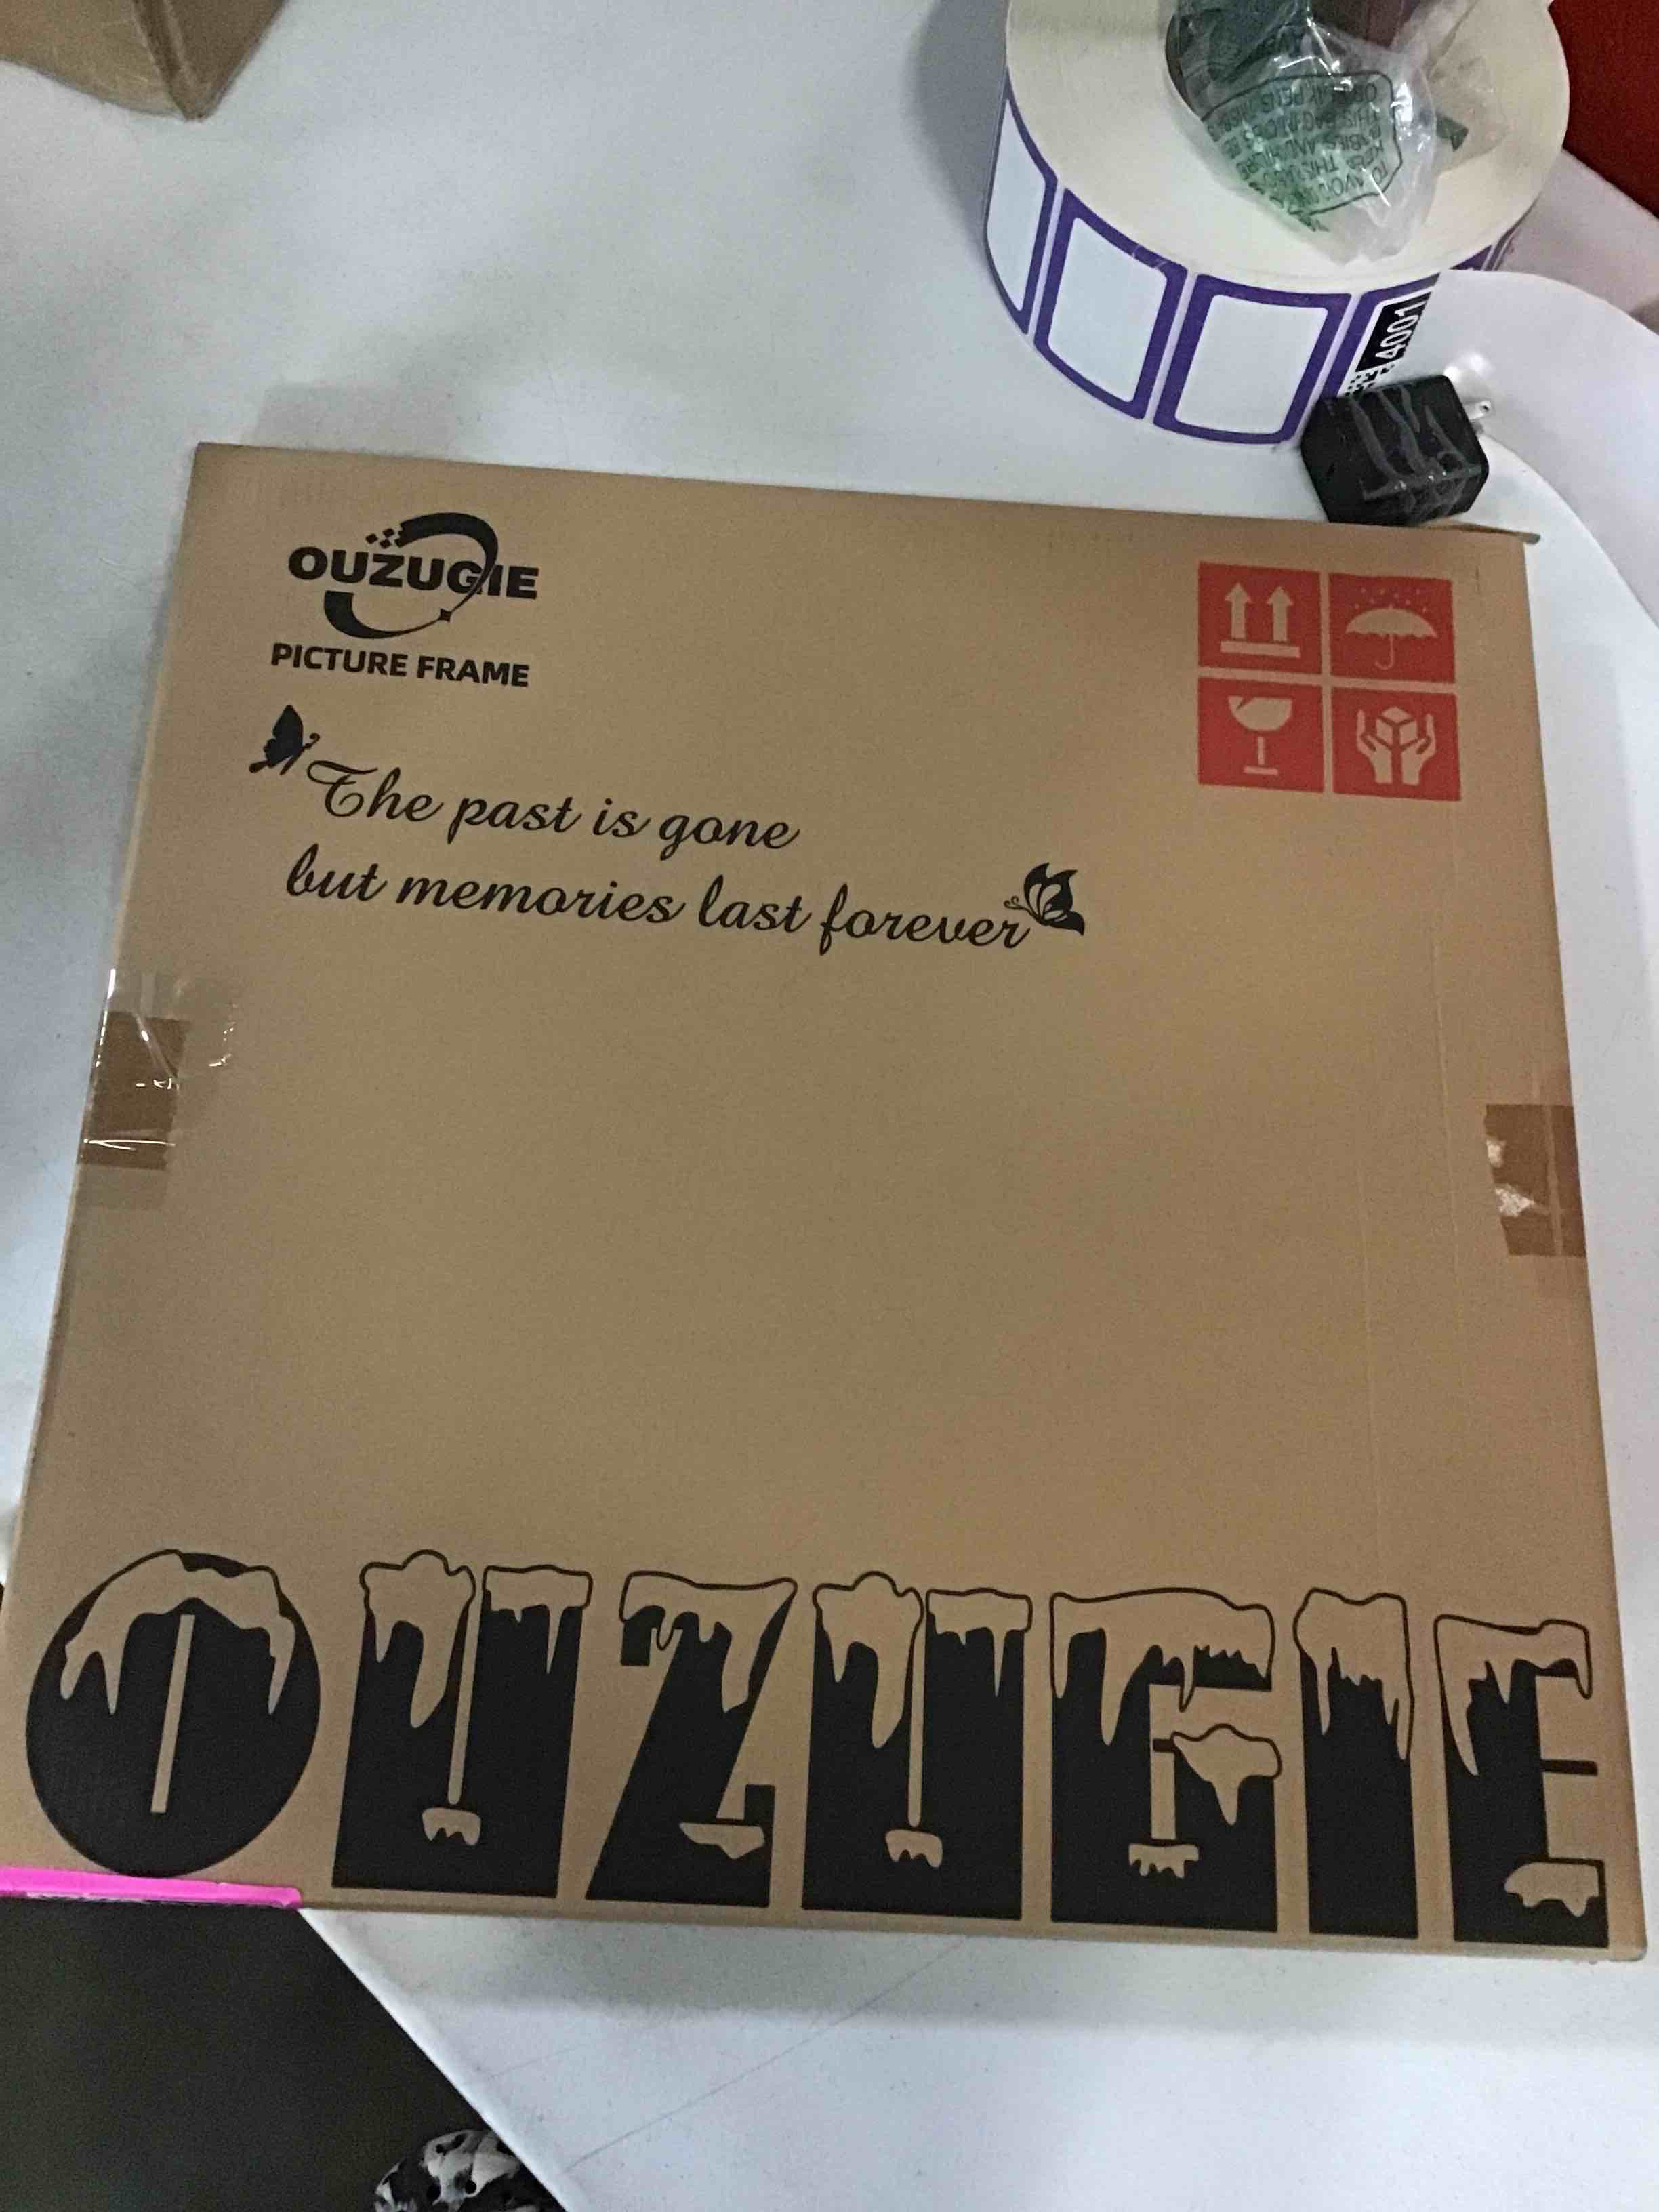 4001
OUZUGIE
PICTURE FRAME
The past is gone
but memories last forever
OUZUGIE